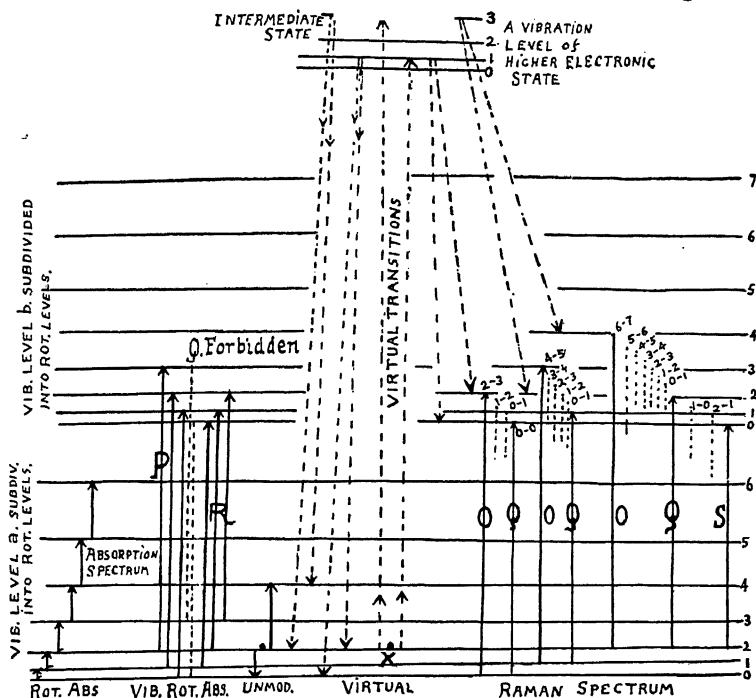 INTERMEDIATE
STATE
3
2
1
0
A VIBRATION
LEVEL OF
HIGHER ELECTRONIC
STATE
VIB. LEVEL b. SUBDIVIDED
INTO ROT. LEVELS,
VIRTUAL TRANSITIONS
7
6
5
4
3
2
1
0
Q.Forbidden
P
R
2-3
1-2
0-1
0-0
4-5
3-4
2-3
1-2
0-1
6-7
5-6
4-5
3-4
2-3
1-2
0-1
1-0
2-1
O Q O Q O Q S
VIB. LEVEL a. SUBDIV,
INTO ROT. LEVELS,
ABSORPTION
SPECTRUM
6
5
4
3
2
1
0
X
ROT. ABS
VIB. ROT. ABS.
UNMOD.
VIRTUAL
RAMAN SPECTRUM